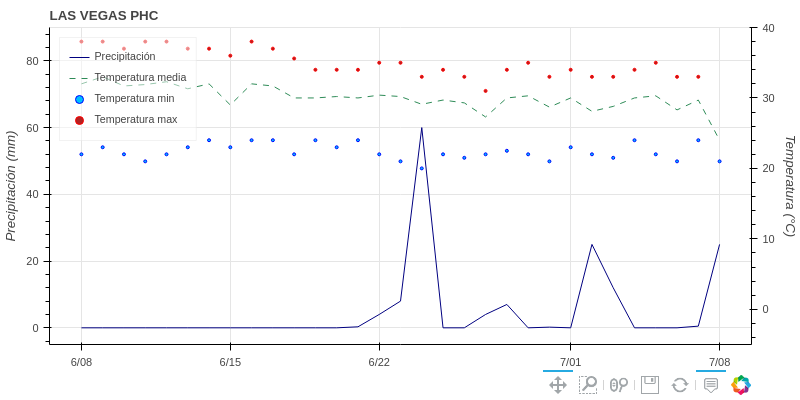 LAS VEGAS PHC
Precipitación
Temperatura media
Temperatura min
Temperatura max
Precipitación (mm)
80
60
40
20
0
Temperatura (°C)
40
30
20
10
0
6/08 6/15 6/22 7/01 7/08